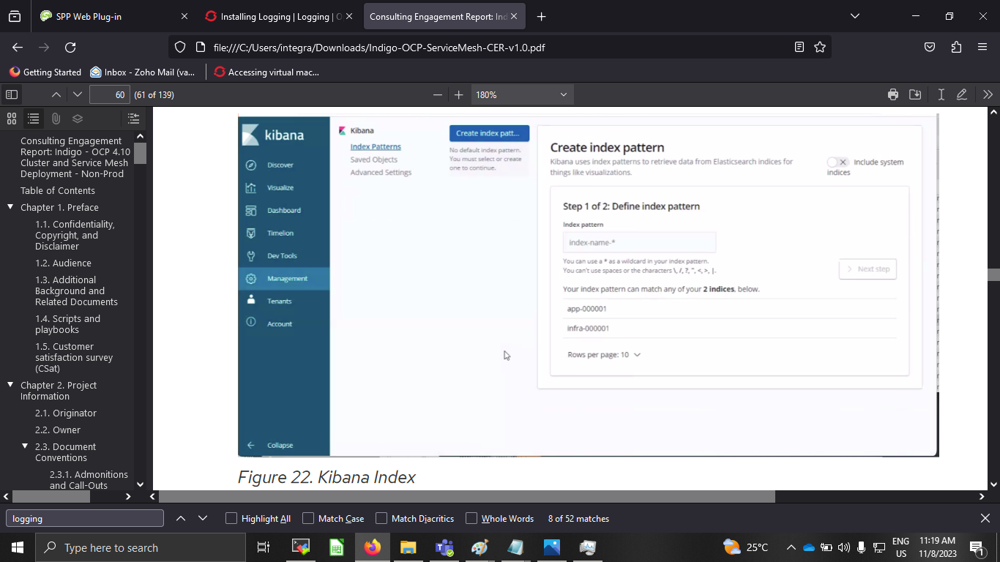 SPP Web Plug-in
Installing Logging | Logging | O
Consulting Engagement Report: Ind
file:///C:/Users/integra/Downloads/Indigo-OCP-ServiceMesh-CER-v1.0.pdf
Getting Started
Inbox - Zoho Mail (va...
Accessing virtual mac...
60
(61 of 139)
180%
Consulting Engagement
Report: Indigo - OCP 4.10
Cluster and Service Mesh
Deployment - Non-Prod
Table of Contents
Chapter 1. Preface
1.1. Confidentiality,
Copyright, and
Disclaimer
1.2. Audience
1.3. Additional
Background and
Related Documents
1.4. Scripts and
playbooks
1.5. Customer
satisfaction survey
(CSat)
Chapter 2. Project
Information
2.1. Originator
2.2. Owner
2.3. Document
Conventions
2.3.1. Admonitions
and Call-Outs
kibana
Discover
Visualize
Dashboard
Timelion
Dev Tools
Management
Tenants
Account
Collapse
Kibana
Index Patterns
Saved Objects
Advanced Settings
Create index patt...
No default index pattern.
You must select or create
one to continue.
Create index pattern
Kibana uses index patterns to retrieve data from Elasticsearch indices for
things like visualizations.
Include system
indices
Step 1 of 2: Define index pattern
Index pattern
index-name-*
You can use a * as a wildcard in your index pattern.
You can't use spaces or the characters \, /, ?, ", <, >, |.
Next step
Your index pattern can match any of your 2 indices, below.
app-000001
infra-000001
Rows per page: 10
Figure 22. Kibana Index
logging
Highlight All
Match Case
Match Diacritics
Whole Words
8 of 52 matches
Type here to search
25°C
ENG
US
11:19 AM
11/8/2023
1